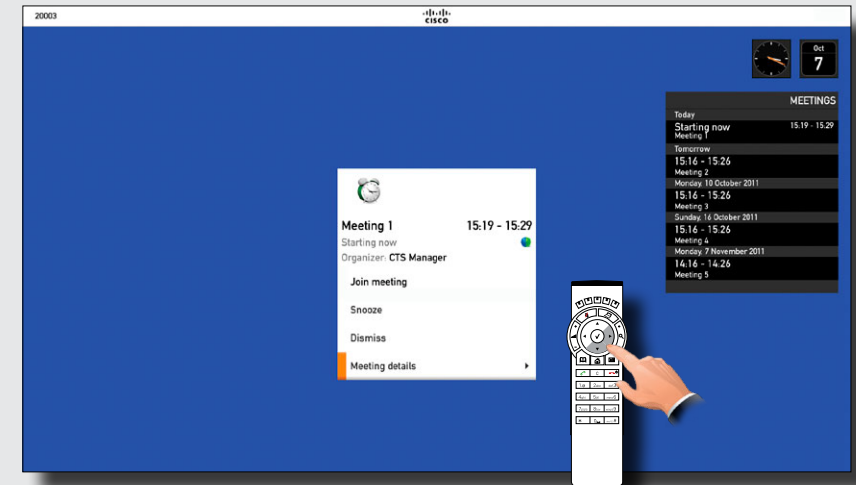 20003
CISCO
Oct
7
MEETINGS
Today
Starting now 15:19 - 15:29
Meeting 1
Tomorrow
15:16 - 15:26
Meeting 2
Monday, 10 October 2011
15:16 - 15:26
Meeting 3
Sunday, 16 October 2011
15:16 - 15:26
Meeting 4
Monday, 7 November 2011
14:16 - 14:26
Meeting 5
Meeting 1 15:19 - 15:29
Starting now
Organizer: CTS Manager
Join meeting
Snooze
Dismiss
Meeting details